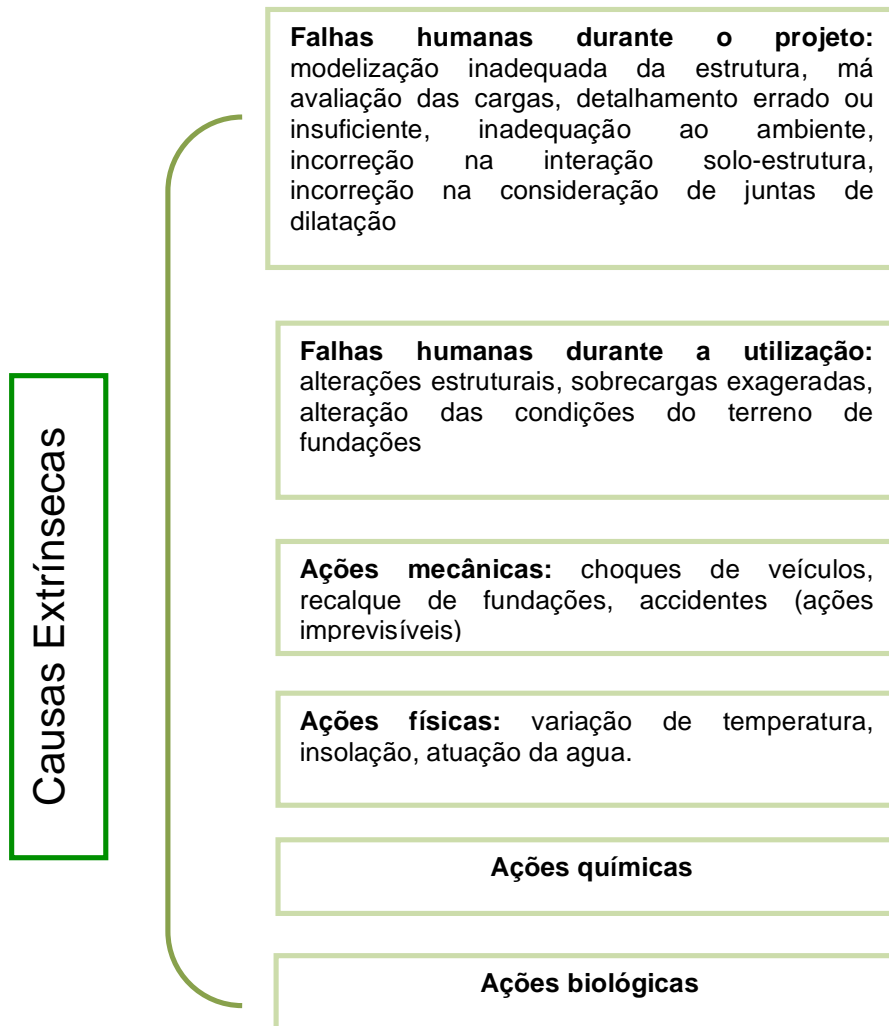 Causas Extrínsecas
Falhas humanas durante o projeto:
modelização inadequada da estrutura, má
avaliação das cargas, detalhamento errado ou
insuficiente, inadequação ao ambiente,
incorreção na interação solo-estrutura,
incorreção na consideração de juntas de
dilatação
Falhas humanas durante a utilização:
alterações estruturais, sobrecargas exageradas,
alteração das condições do terreno de
fundações
Ações mecânicas: choques de veículos,
recalque de fundações, accidentes (ações
imprevisíveis)
Ações físicas: variação de temperatura,
insolação, atuação da agua.
Ações químicas
Ações biológicas